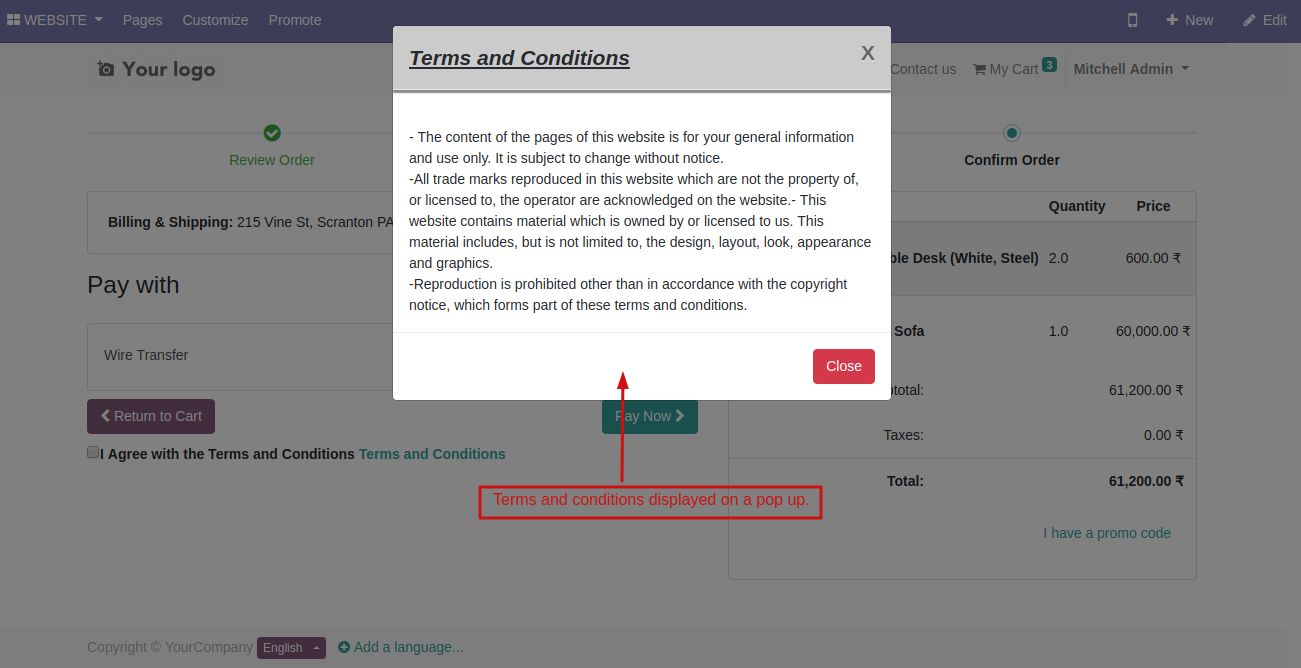 WEBSITE Pages Customize Promote New Edit
Your logo Contact us My Cart 3 Mitchell Admin
Terms and Conditions X
- The content of the pages of this website is for your general information
and use only. It is subject to change without notice.
-All trade marks reproduced in this website which are not the property of,
or licensed to, the operator are acknowledged on the website.- This
website contains material which is owned by or licensed to us. This
material includes, but is not limited to, the design, layout, look, appearance
and graphics.
-Reproduction is prohibited other than in accordance with the copyright
notice, which forms part of these terms and conditions.
Close
Review Order Confirm Order
Billing & Shipping: 215 Vine St, Scranton PA
Pay with
Wire Transfer
Return to Cart Pay Now
I Agree with the Terms and Conditions Terms and Conditions
Terms and conditions displayed on a pop up.
Quantity Price
Desk (White, Steel) 2.0 600.00 ₹
Sofa 1.0 60,000.00 ₹
61,200.00 ₹
Taxes: 0.00 ₹
Total: 61,200.00 ₹
I have a promo code
Copyright © YourCompany English Add a language...